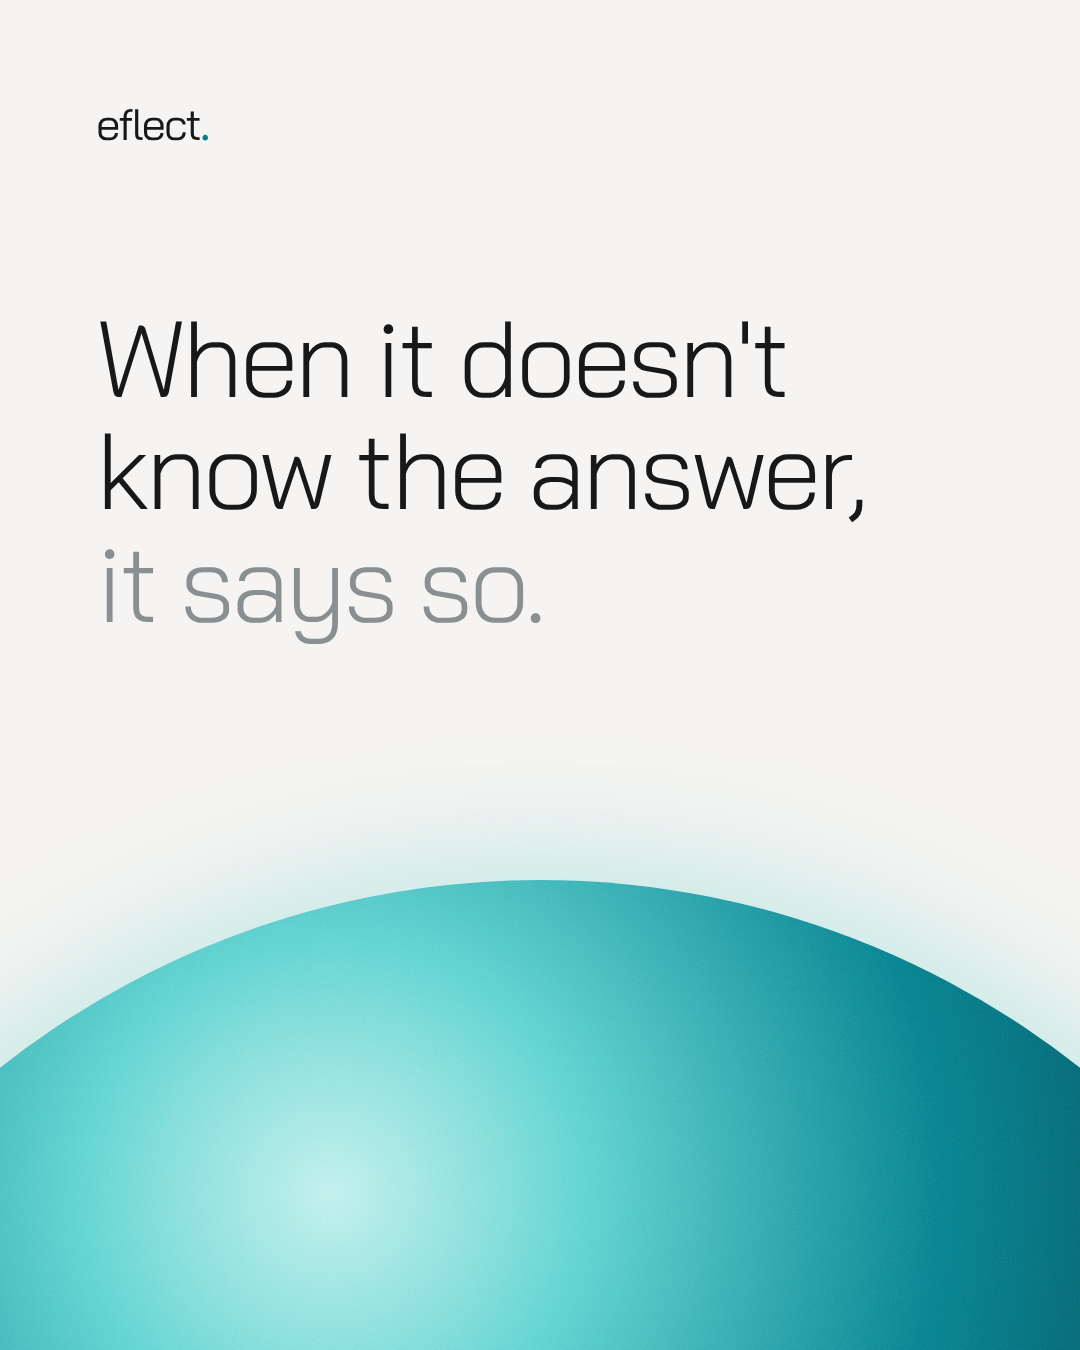 eflect.
When it doesn't
know the answer,
it says so.